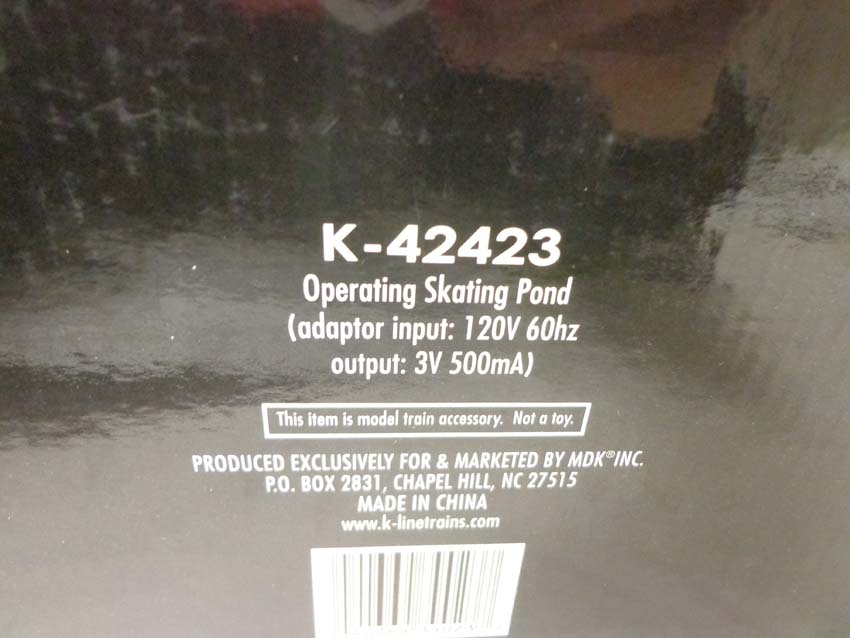 K-42423
Operating Skating Pond
(adaptor input: 120V 60hz
output: 3V 500mA)
This item is model train accessory. Not a toy.
PRODUCED EXCLUSIVELY FOR & MARKETED BY MDK® INC.
P.O. BOX 2831, CHAPEL HILL, NC 27515
MADE IN CHINA
www.k-linetrains.com